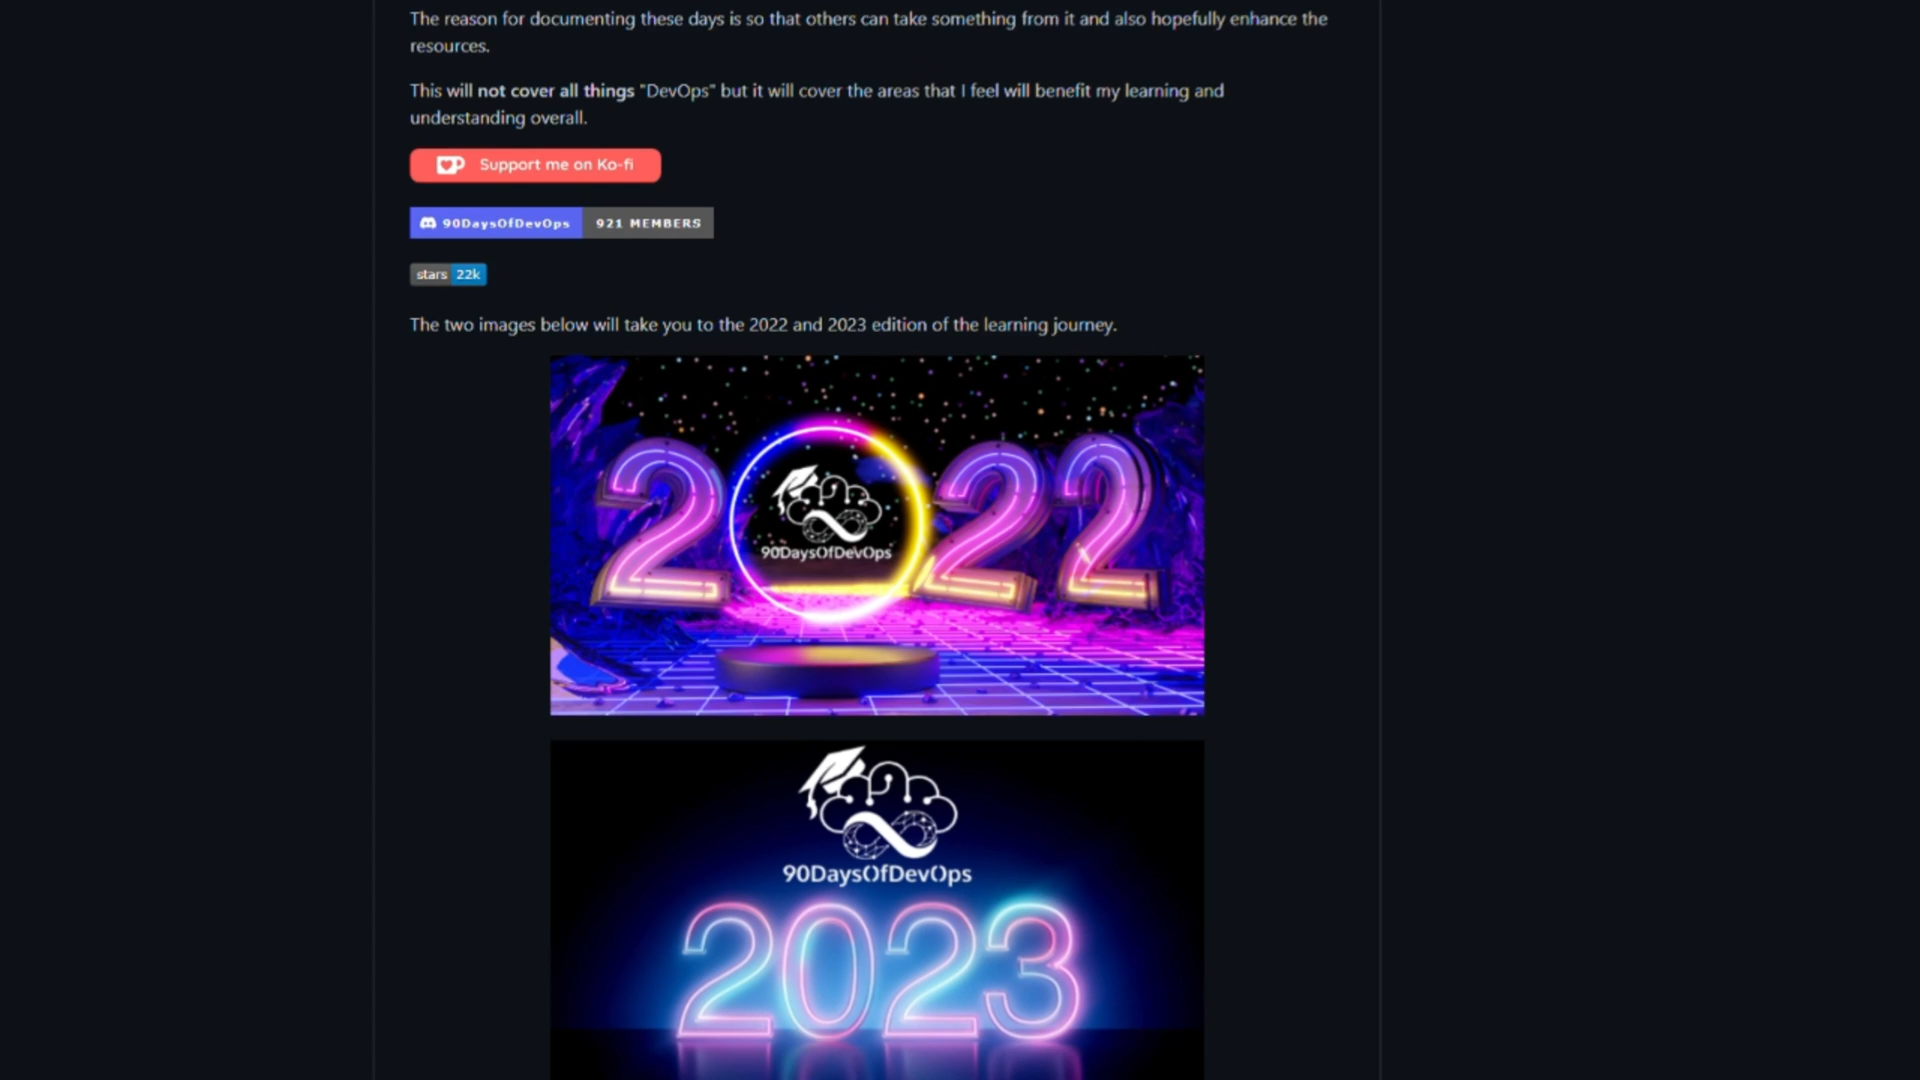 The reason for documenting these days is so that others can take something from it and also hopefully enhance the
resources.
This will not cover all things "DevOps" but it will cover the areas that I feel will benefit my learning and
understanding overall.
Support me on Ko-fi
90DaysOfDevOps 921 MEMBERS
stars 22k
The two images below will take you to the 2022 and 2023 edition of the learning journey.
2022
90DaysOfDevOps
90DaysOfDevOps
2023